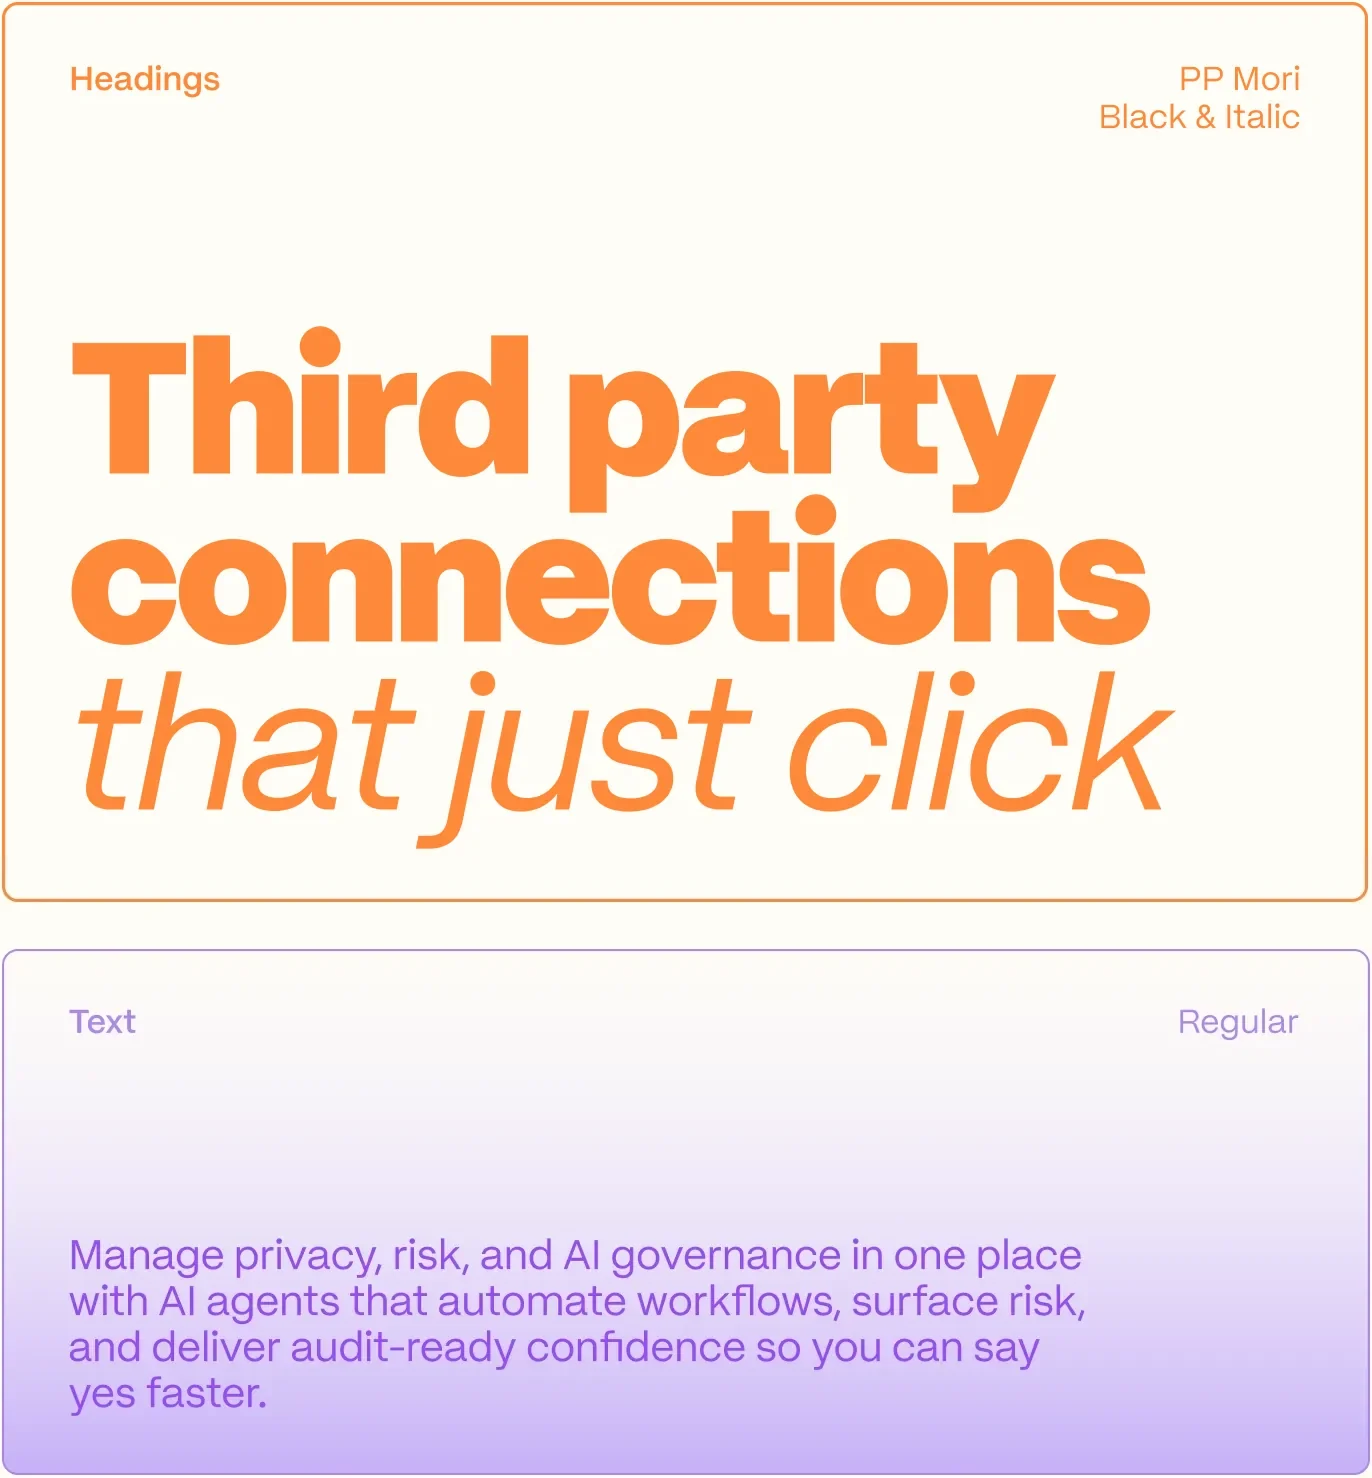 Headings
PP Mori
Black & Italic
Third party
connections
that just click
Text
Regular
Manage privacy, risk, and AI governance in one place
with AI agents that automate workflows, surface risk,
and deliver audit-ready confidence so you can say
yes faster.